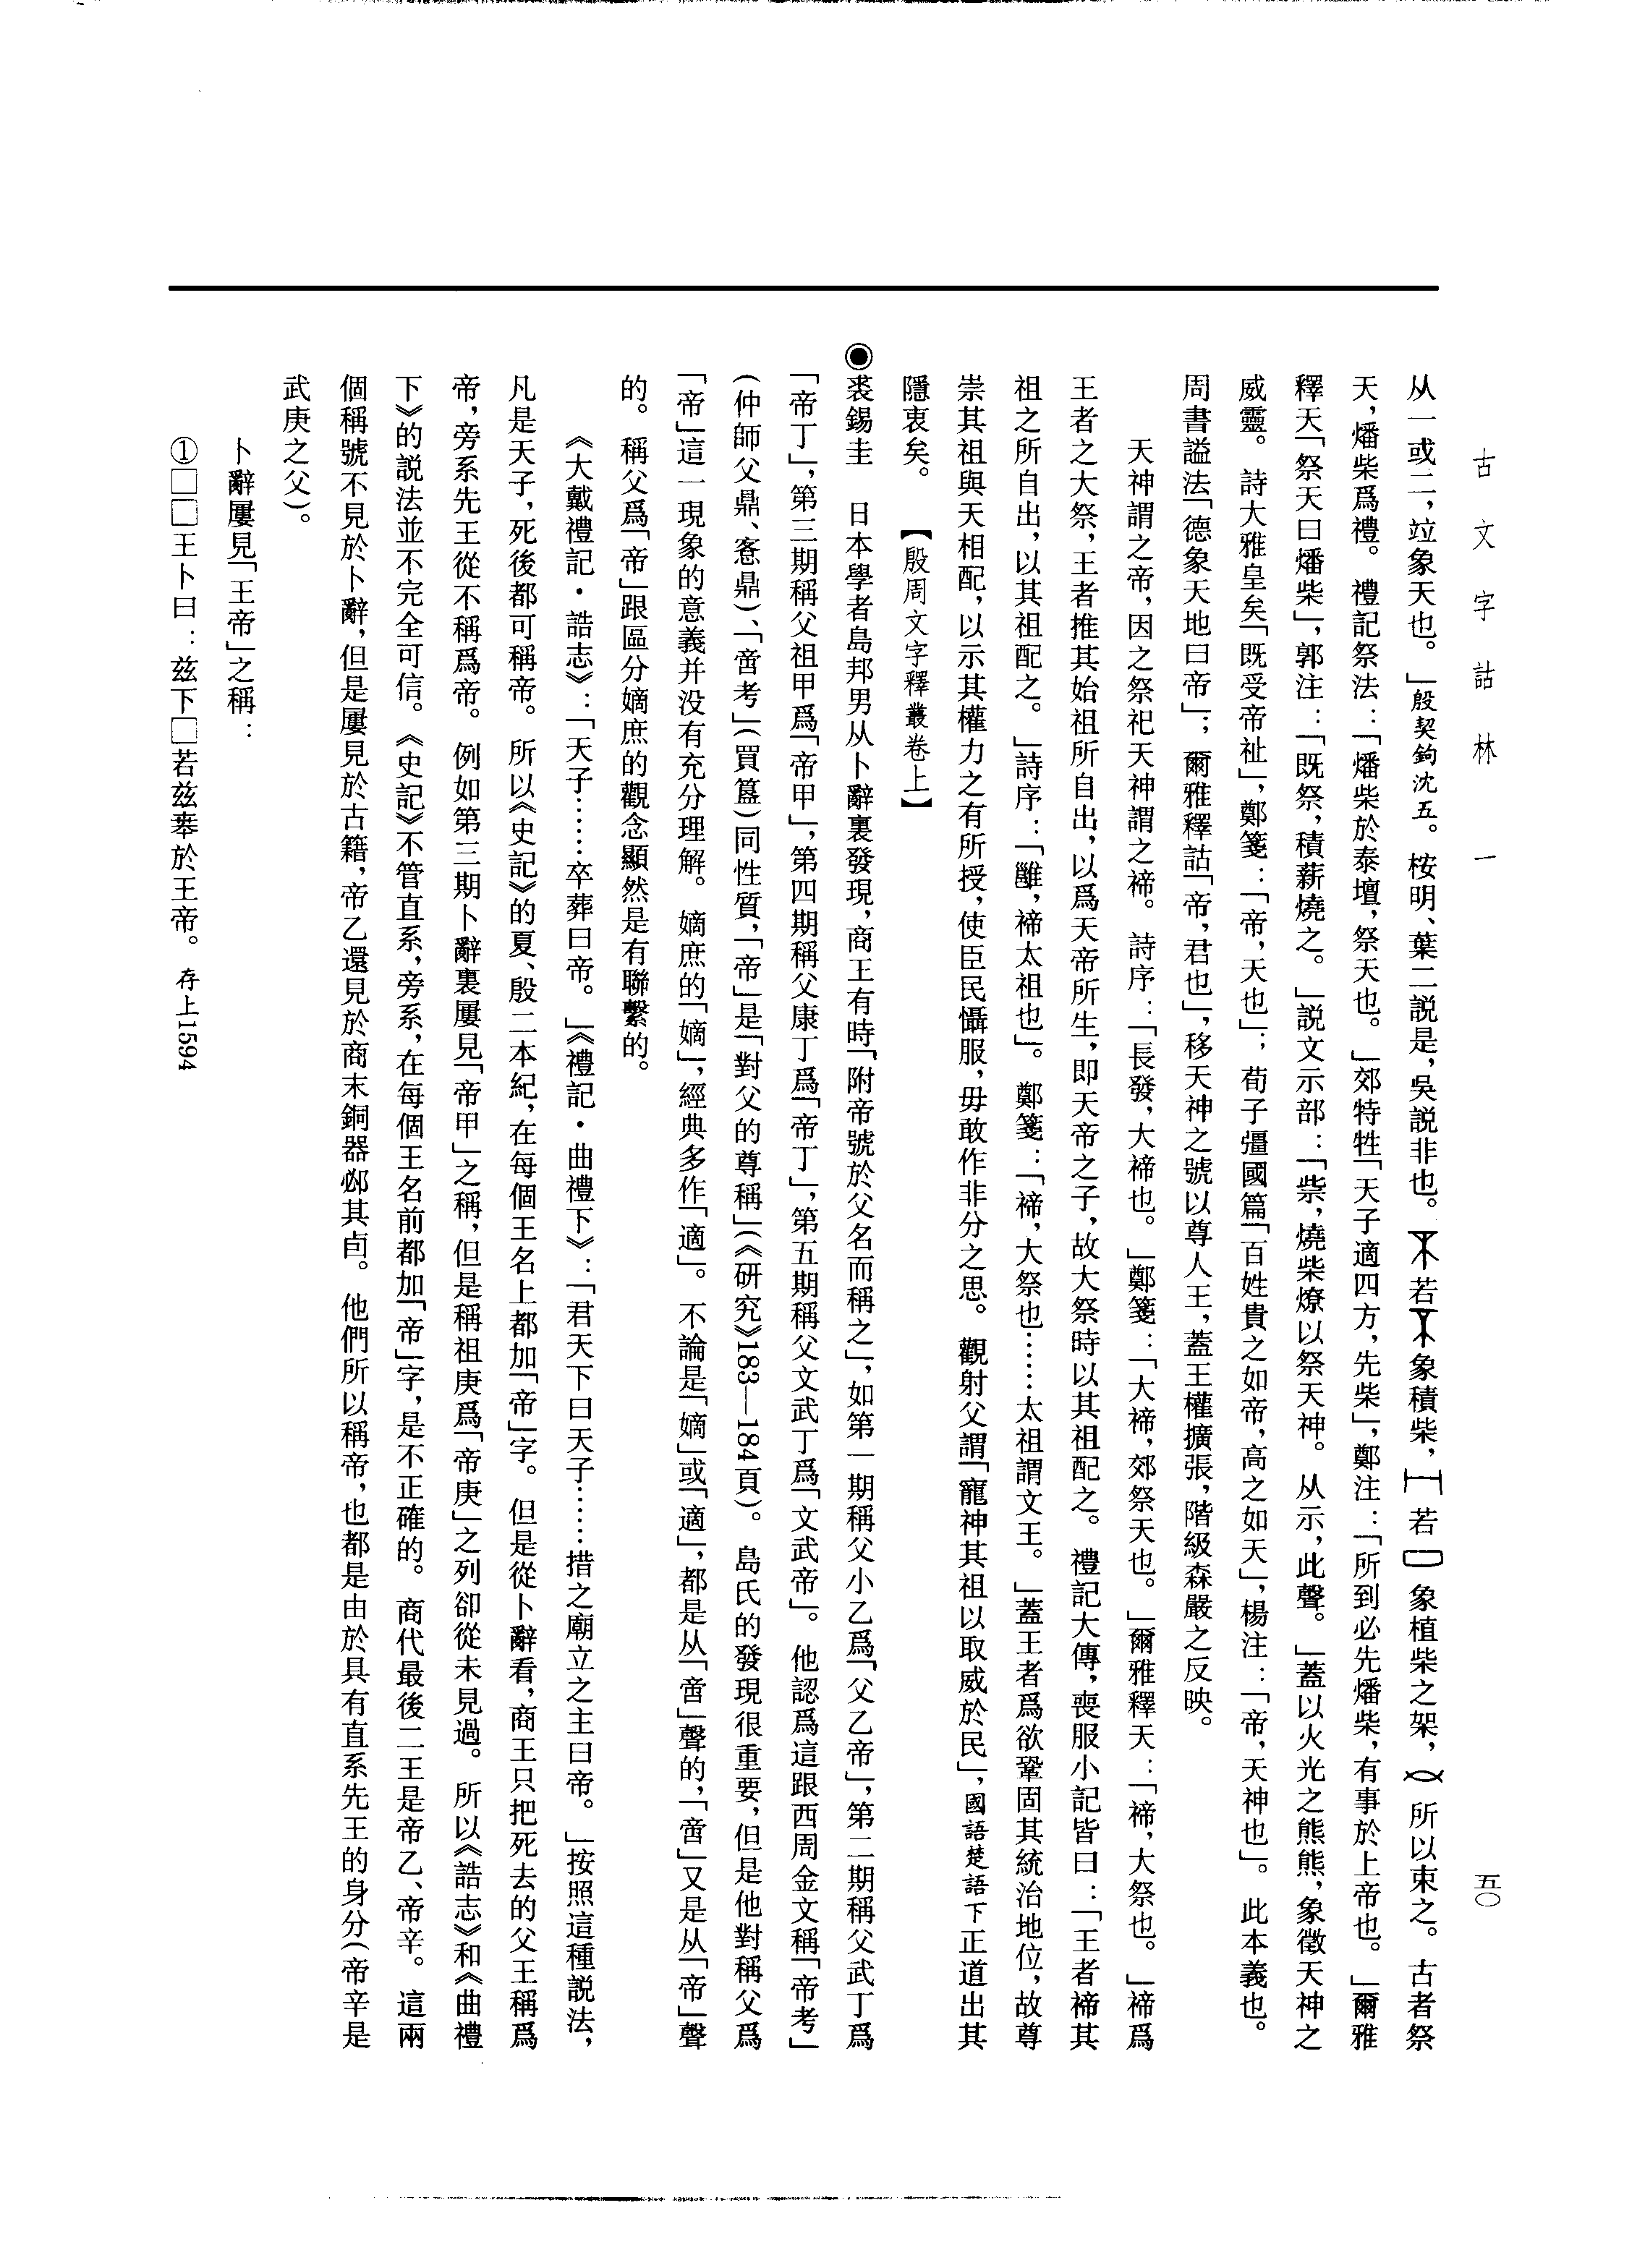 古文字詁林 一
五〇
从一或二，竝象天也。」殷契鉤沈五。桉明、葉二説是，吳説非也。若象積柴，若象植柴之架，所以束之。古者祭
天，燔柴爲禮。禮記祭法：「燔柴於泰壇，祭天也。」郊特牲「天子適四方，先柴」，鄭注：「所到必先燔柴，有事於上帝也。」爾雅
釋天「祭天曰燔柴」，郭注：「既祭，積薪燒之。」説文示部：「祡，燒柴燎以祭天神。从示，此聲。」蓋以火光之熊熊，象徵天神之
威靈。詩大雅皇矣「既受帝祉」，鄭箋：「帝，天也」；荀子彊國篇「百姓貴之如帝，高之如天」，楊注：「帝，天神也」。此本義也。
周書謚法「德象天地曰帝」；爾雅釋詁「帝，君也」，移天神之號以尊人王，蓋王權擴張，階級森嚴之反映。
天神謂之帝，因之祭祀天神謂之禘。詩序：「長發，大禘也。」鄭箋：「大禘，郊祭天也。」爾雅釋天：「禘，大祭也。」禘爲
王者之大祭，王者推其始祖所自出，以爲天帝所生，即天帝之子，故大祭時以其祖配之。禮記大傳，喪服小記皆曰：「王者禘其
祖之所自出，以其祖配之。」詩序：「雝，禘太祖也」。鄭箋：「禘，大祭也……太祖謂文王。」蓋王者爲欲鞏固其統治地位，故尊
崇其祖與天相配，以示其權力之有所授，使臣民懾服，毋敢作非分之思。觀射父謂「寵神其祖以取威於民」，國語楚語下正道出其
隱衷矣。【殷周文字釋叢卷上】
◉裘錫圭　日本學者島邦男从卜辭裏發現，商王有時「附帝號於父名而稱之」，如第一期稱父小乙爲「父乙帝」，第二期稱父武丁爲
「帝丁」，第三期稱父祖甲爲「帝甲」，第四期稱父康丁爲「帝丁」，第五期稱父文武丁爲「文武帝」。他認爲這跟西周金文稱「帝考」
（仲師父鼎、窓鼎）、「啻考」（買簋）同性質，「帝」是「對父的尊稱」（《研究》183—184頁）。島氏的發現很重要，但是他對稱父爲
「帝」這一現象的意義并没有充分理解。嫡庶的「嫡」，經典多作「適」。不論是「嫡」或「適」，都是从「啻」聲的，「啻」又是从「帝」聲
的。稱父爲「帝」跟區分嫡庶的觀念顯然是有聯繫的。
《大戴禮記·誥志》：「天子……卒葬曰帝。」《禮記·曲禮下》：「君天下曰天子……措之廟立之主曰帝。」按照這種説法，
凡是天子，死後都可稱帝。所以《史記》的夏、殷二本紀，在每個王名上都加「帝」字。但是從卜辭看，商王只把死去的父王稱爲
帝，旁系先王從不稱爲帝。例如第三期卜辭裏屢見「帝甲」之稱，但是稱祖庚爲「帝庚」之列卻從未見過。所以《誥志》和《曲禮
下》的説法並不完全可信。《史記》不管直系，旁系，在每個王名前都加「帝」字，是不正確的。商代最後二王是帝乙、帝辛。這兩
個稱號不見於卜辭，但是屢見於古籍，帝乙還見於商末銅器邲其卣。他們所以稱帝，也都是由於具有直系先王的身分（帝辛是
武庚之父）。
卜辭屢見「王帝」之稱：
①□□王卜曰：兹下□若兹𠦪於王帝。存上1594